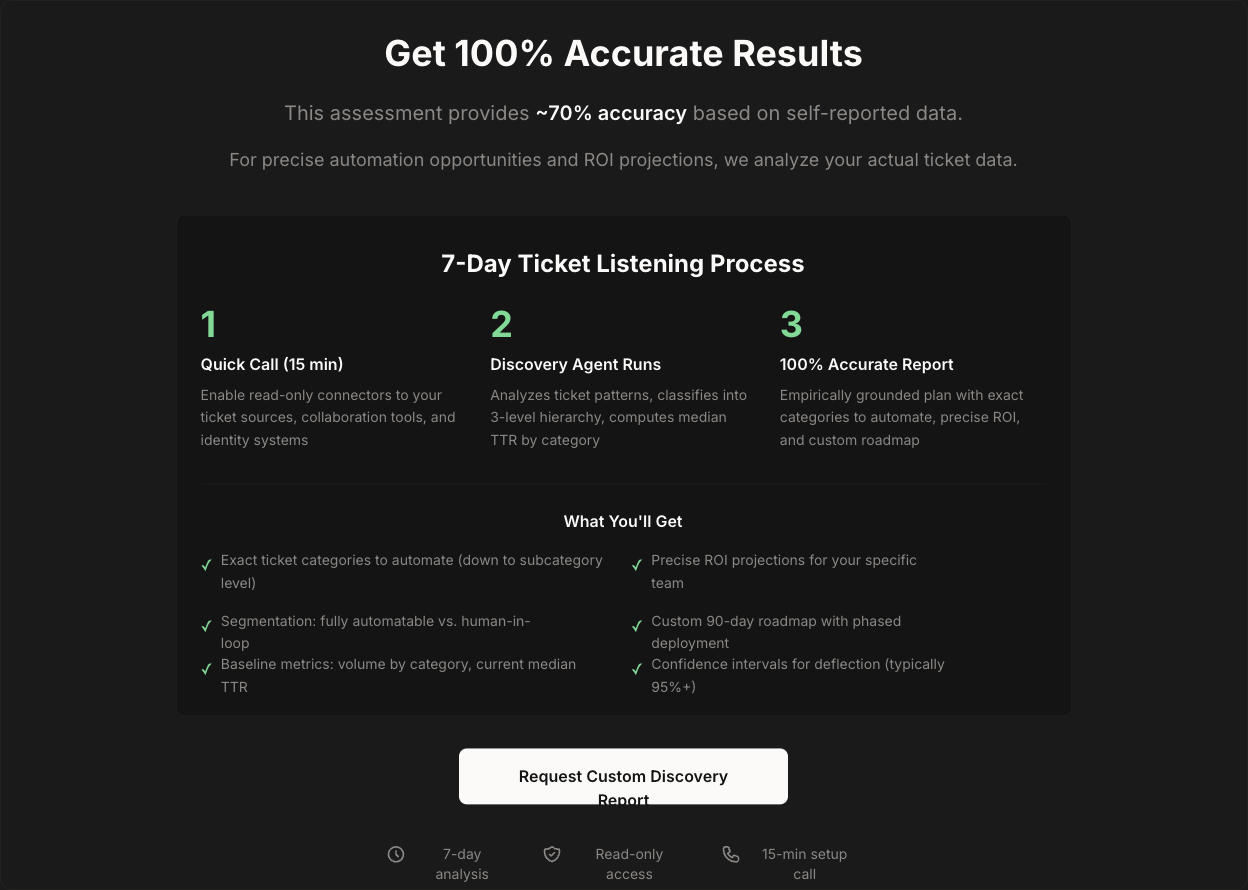 Get 100% Accurate Results
This assessment provides ~70% accuracy based on self-reported data.
For precise automation opportunities and ROI projections, we analyze your actual ticket data.
7-Day Ticket Listening Process
1
Quick Call (15 min)
Enable read-only connectors to your
ticket sources, collaboration tools, and
identity systems
2
Discovery Agent Runs
Analyzes ticket patterns, classifies into
3-level hierarchy, computes median
TTR by category
3
100% Accurate Report
Empirically grounded plan with exact
categories to automate, precise ROI,
and custom roadmap
What You'll Get
✓ Exact ticket categories to automate (down to subcategory
level)
✓ Precise ROI projections for your specific
team
✓ Segmentation: fully automatable vs. human-in-
loop
✓ Custom 90-day roadmap with phased
deployment
✓ Baseline metrics: volume by category, current median
TTR
✓ Confidence intervals for deflection (typically
95%+)
Request Custom Discovery
Report
7-day
analysis
Read-only
access
15-min setup
call